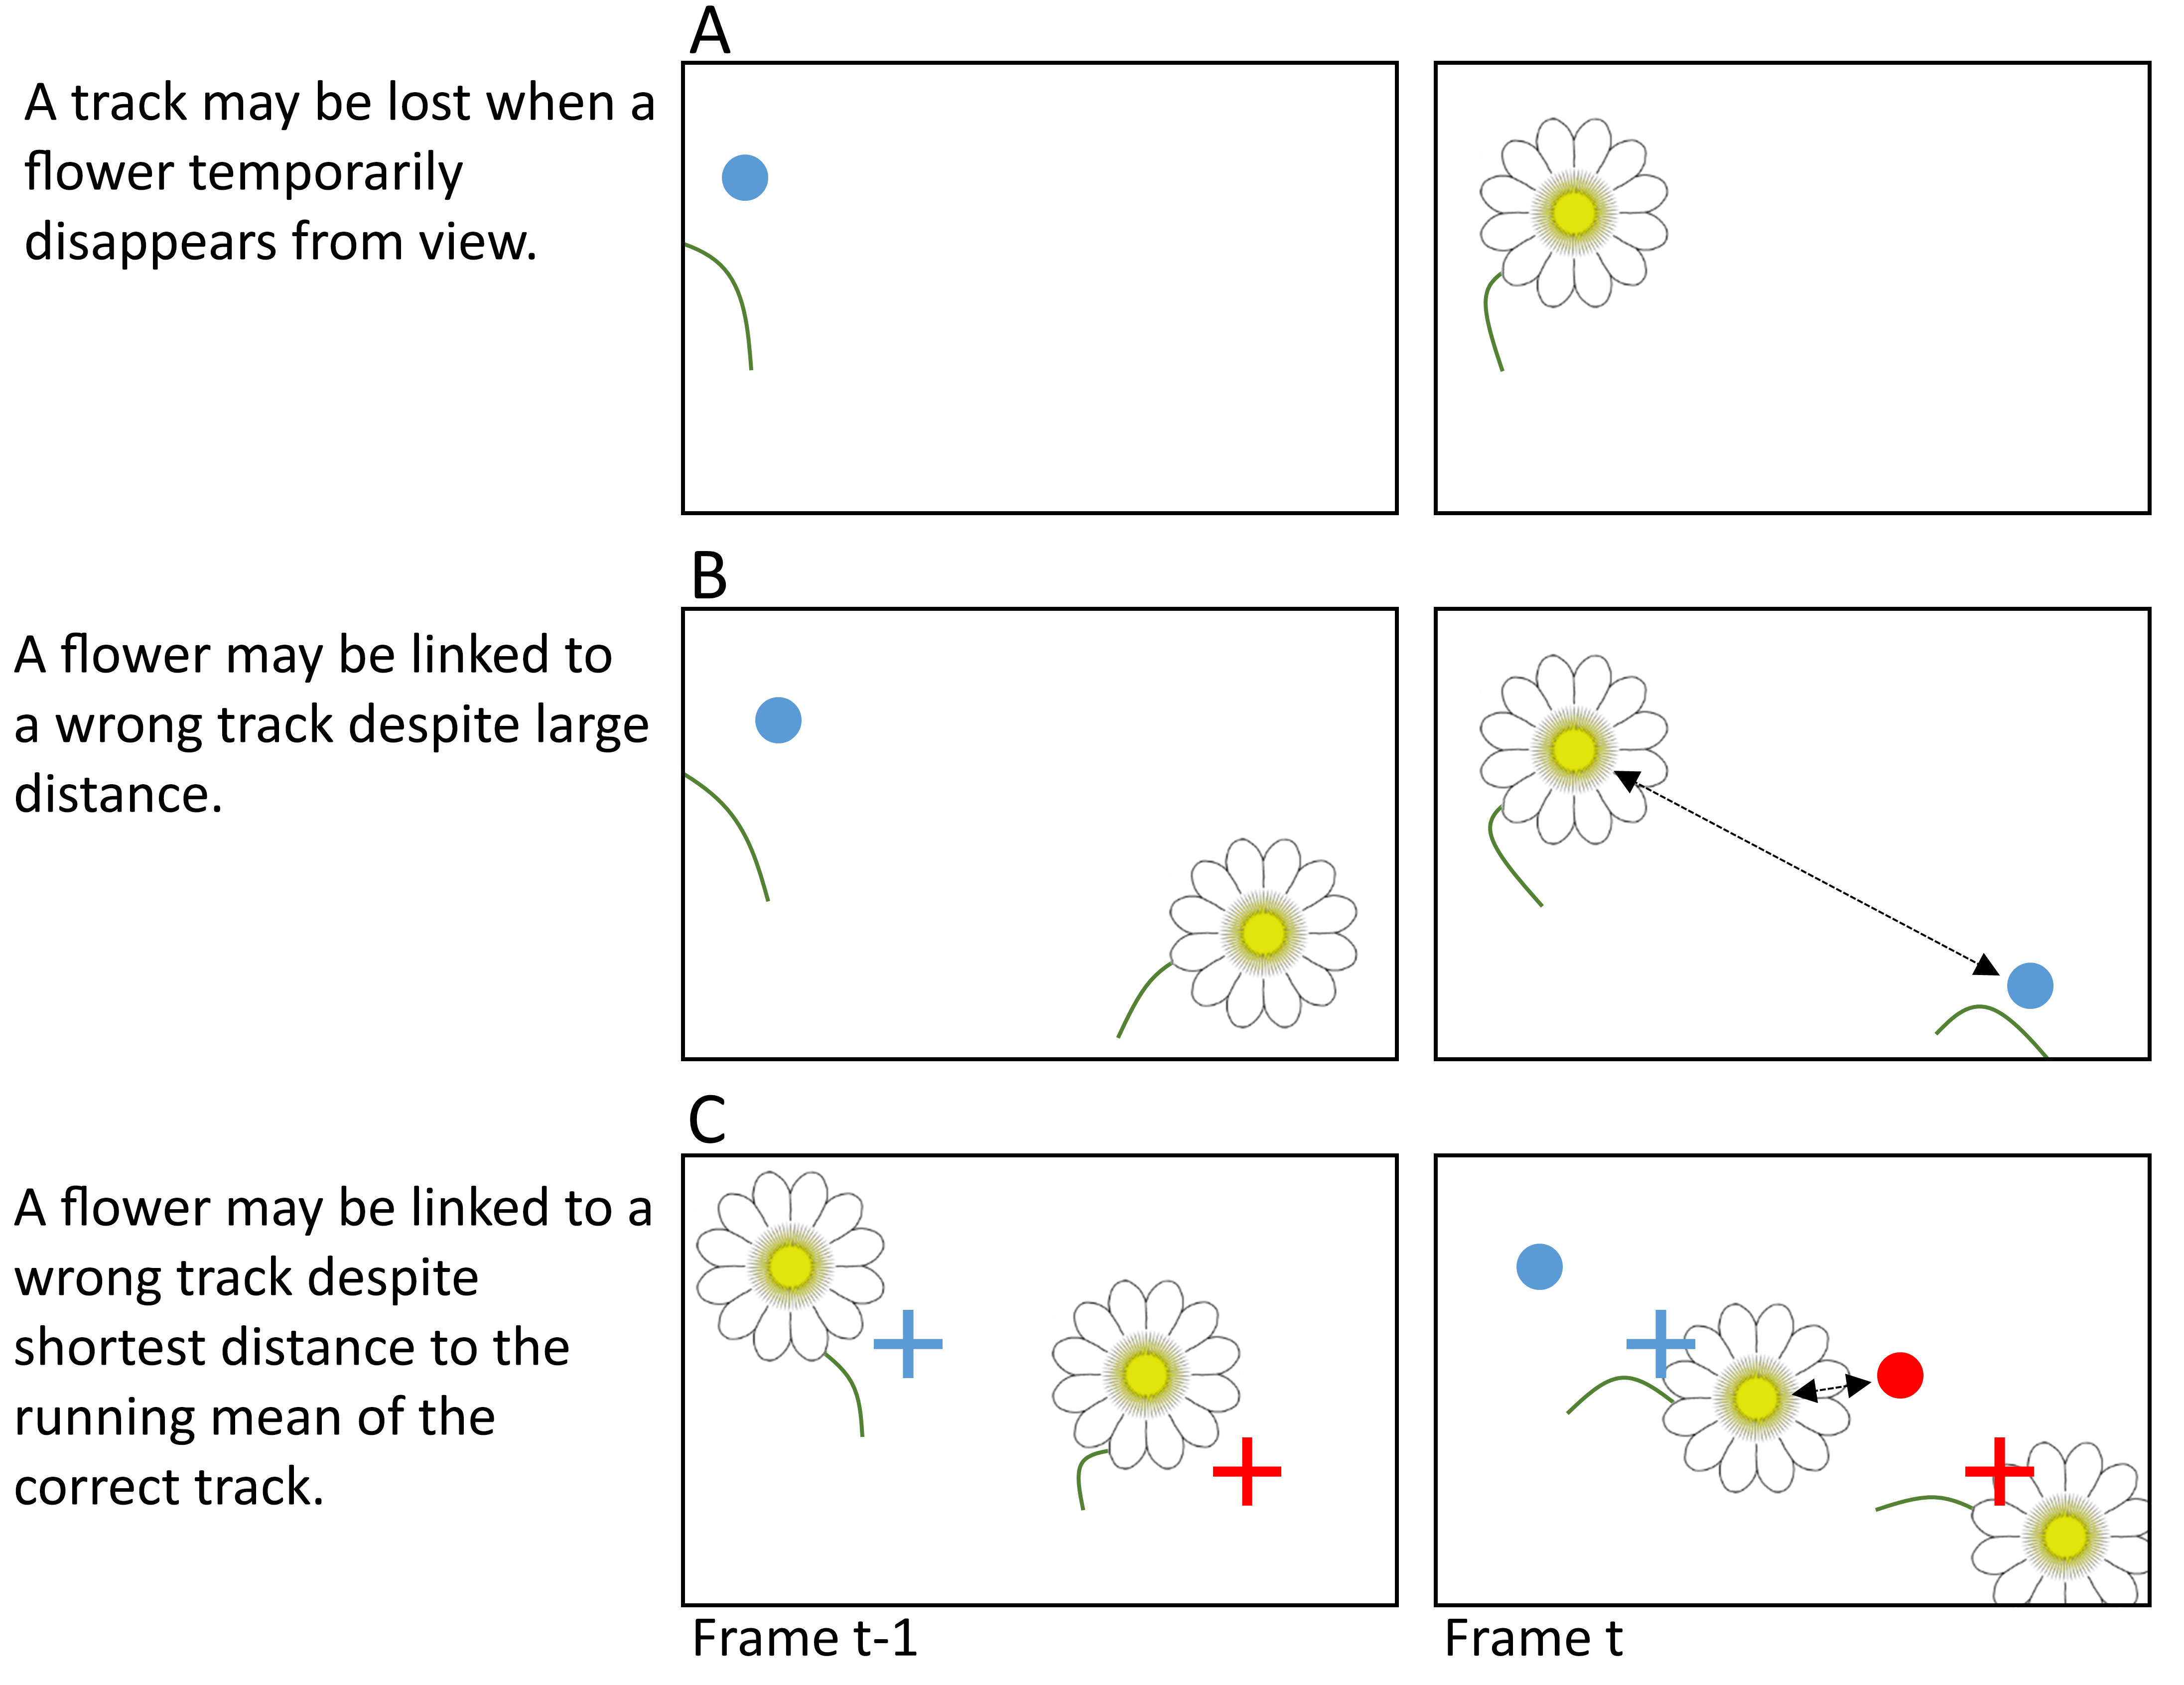 A
A track may be lost when a
flower temporarily
disappears from view.
B
A flower may be linked to
a wrong track despite large
distance.
C
A flower may be linked to a
wrong track despite
shortest distance to the
running mean of the
correct track.
Frame t-1
Frame t